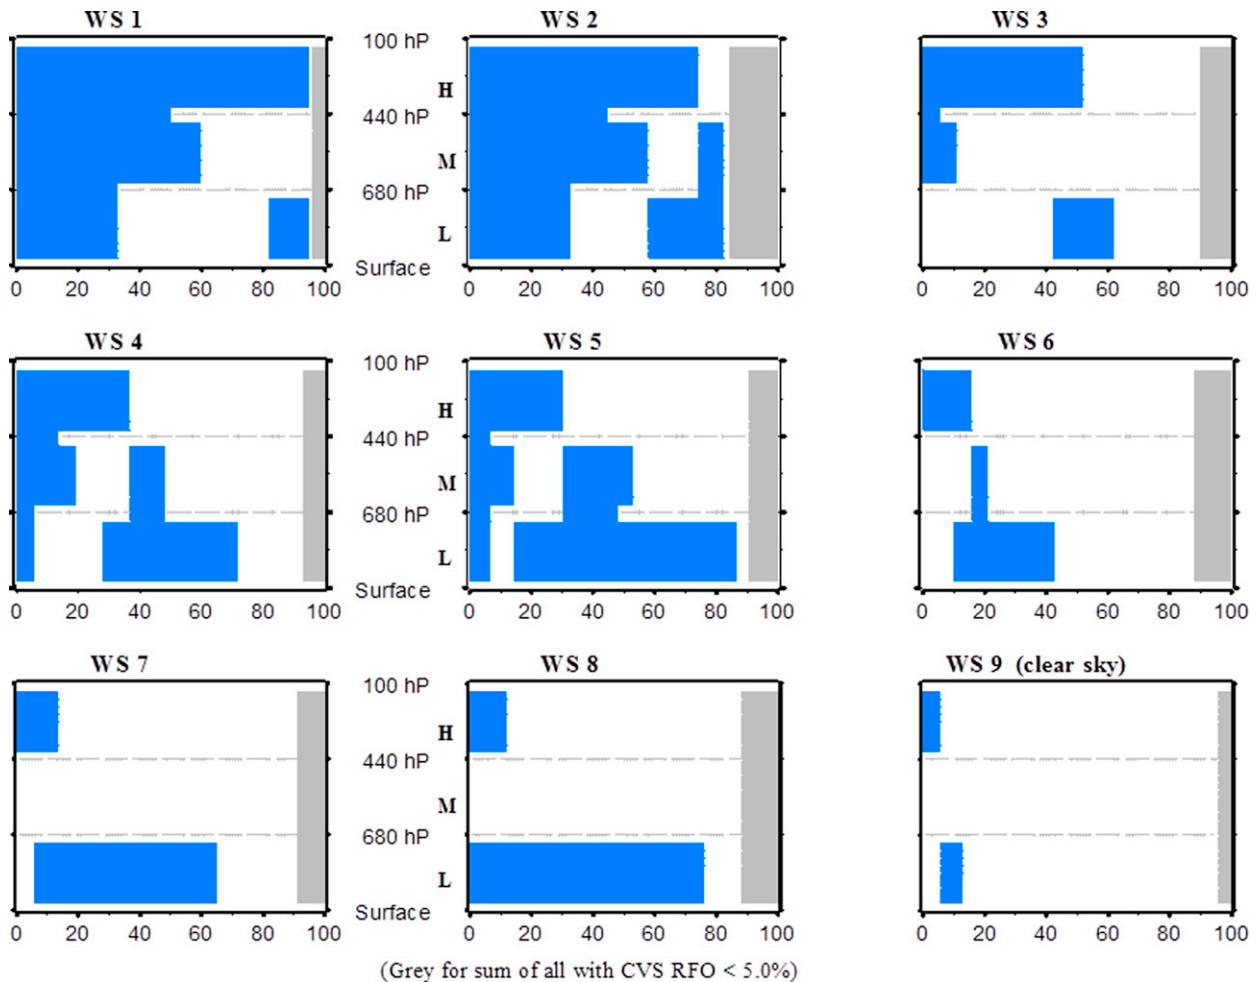 WS 1 WS 2 WS 3
100 hP
H
440 hP
M
680 hP
L
Surface
0 20 40 60 80 100 0 20 40 60 80 100 0 20 40 60 80 100
WS 4 WS 5 WS 6
100 hP
H
440 hP
M
680 hP
L
Surface
0 20 40 60 80 100 0 20 40 60 80 100 0 20 40 60 80 100
WS 7 WS 8 WS 9 (clear sky)
100 hP
H
440 hP
M
680 hP
L
Surface
0 20 40 60 80 100 0 20 40 60 80 100 0 20 40 60 80 100
(Grey for sum of all with CVS RFO < 5.0%)